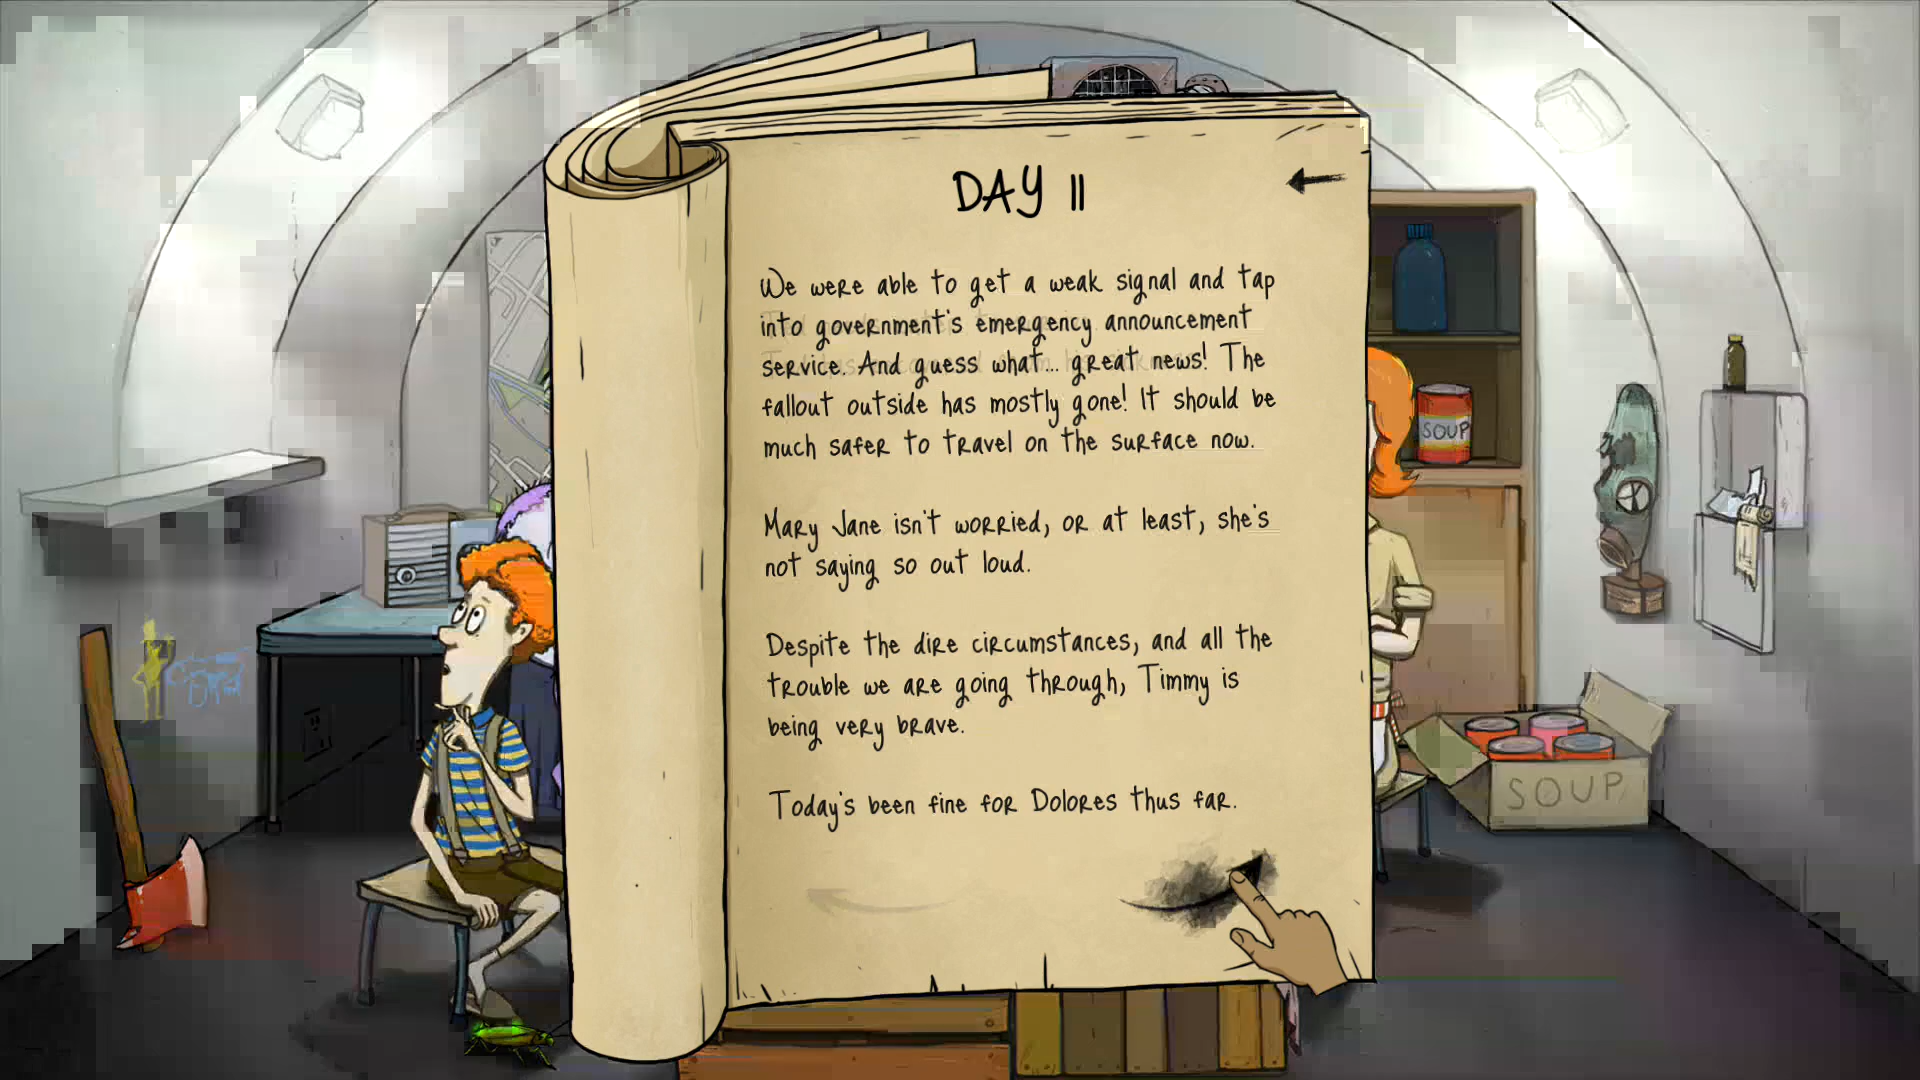 DAY 11
We were able to get a weak signal and tap
into government's emergency announcement
service. And guess what... great news! The
fallout outside has mostly gone! It should be
much safer to travel on the surface now.
Mary Jane isn't worried, or at least, she's
not saying so out loud.
Despite the dire circumstances, and all the
trouble we are going through, Timmy is
being very brave.
Today's been fine for Dolores thus far.
SOUP
SOUP